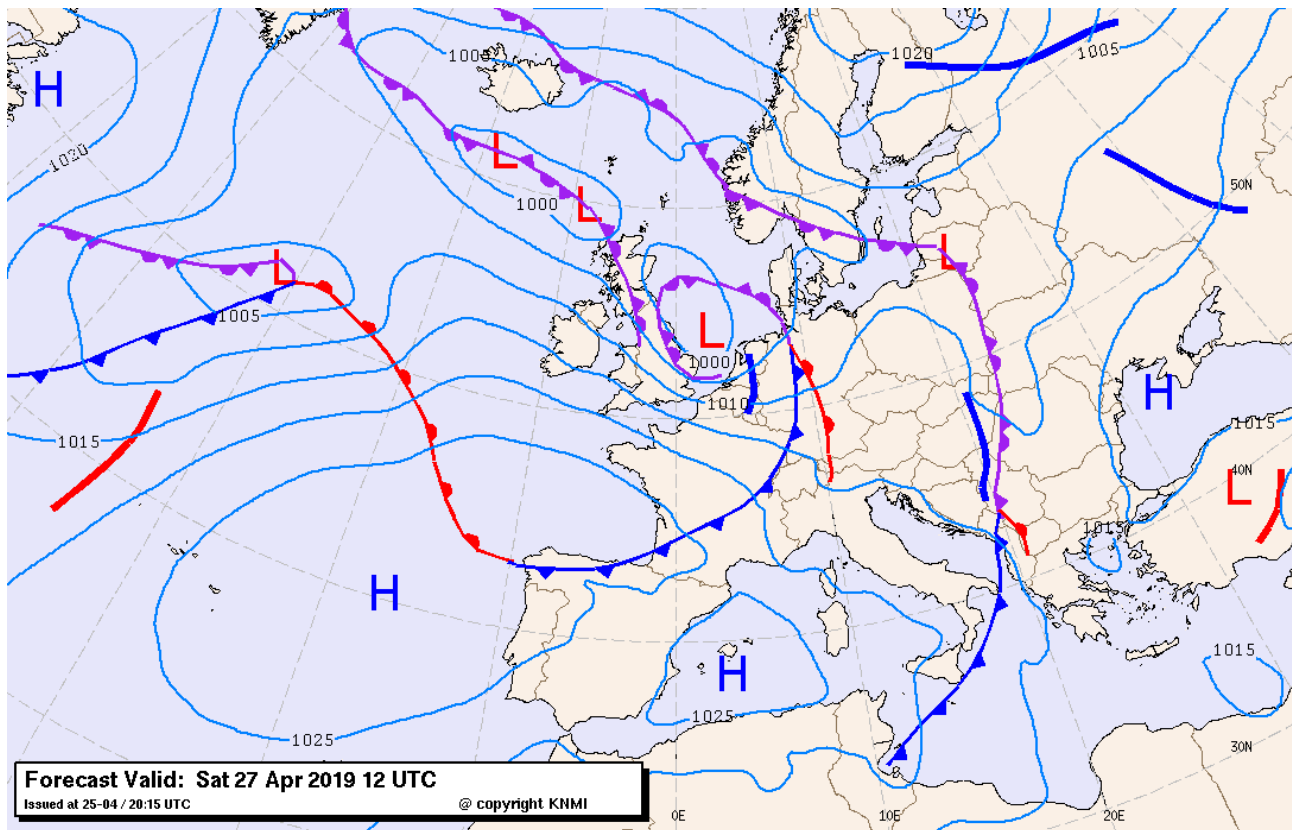 1005
1020
1005
H
L
1020
50N
1000
L
L
L
1005
L
1000
H
1010
1015
1015
40N
L
1015
H
H
1015
1025
1025
30N
Forecast Valid: Sat 27 Apr 2019 12 UTC
Issued at 25-04 / 20:15 UTC @ copyright KNMI
0E
10E
20E